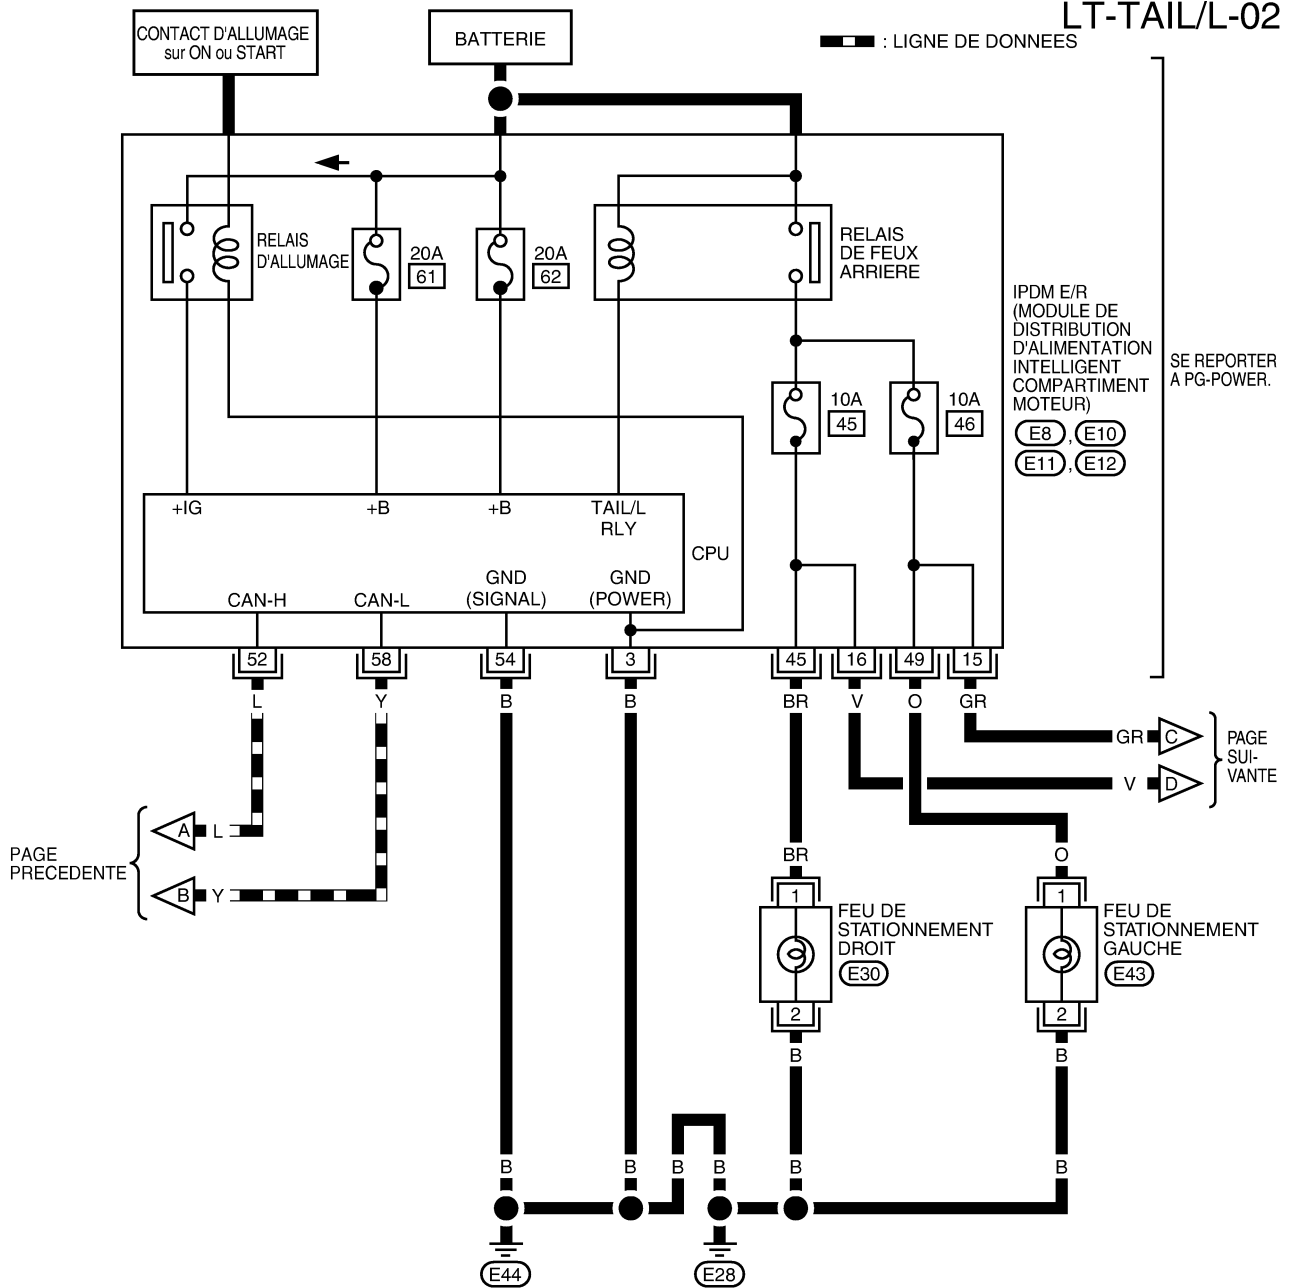 LT-TAIL/L-02
CONTACT D'ALLUMAGE
sur ON ou START
BATTERIE
: LIGNE DE DONNEES
RELAIS
D'ALLUMAGE
20A
61
20A
62
RELAIS
DE FEUX
ARRIERE
IPDM E/R
(MODULE DE
DISTRIBUTION
D'ALIMENTATION
INTELLIGENT
COMPARTIMENT
MOTEUR)
E8 , E10
E11 , E12
SE REPORTER
A PG-POWER.
10A
45
10A
46
+IG
+B
+B
TAIL/L
RLY
CPU
CAN-H
CAN-L
GND
(SIGNAL)
GND
(POWER)
52
58
54
3
45
16
49
15
L
Y
B
B
BR
V
O
GR
GR
C
V
D
PAGE
SUI-
VANTE
PAGE
PRECEDENTE
A
L
B
Y
BR
O
1
1
FEU DE
STATIONNEMENT
DROIT
E30
FEU DE
STATIONNEMENT
GAUCHE
E43
2
2
B
B
B
B
B
B
B
B
E44
E28